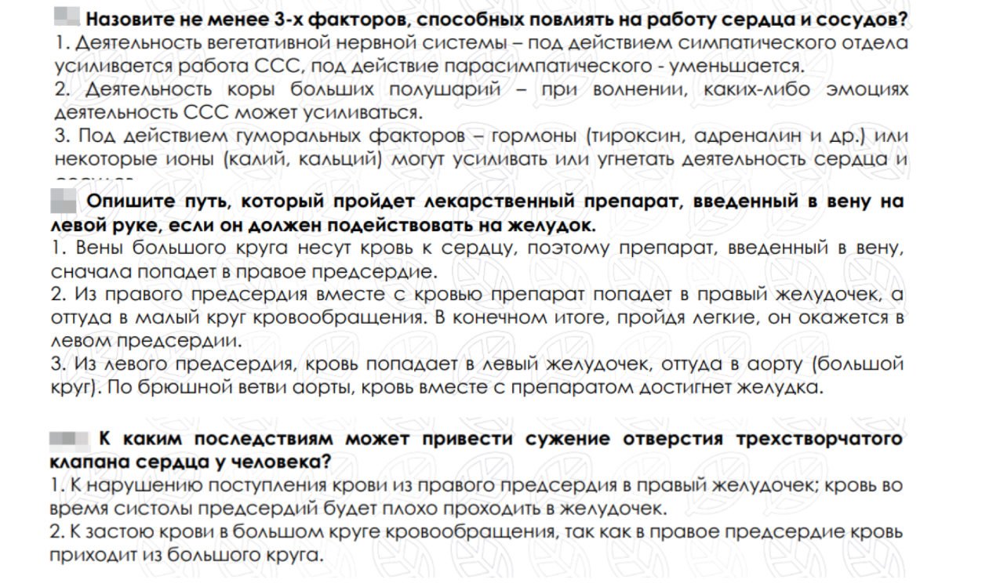 Назовите не менее 3-х факторов, способных повлиять на работу сердца и сосудов?
1. Деятельность вегетативной нервной системы – под действием симпатического отдела
усиливается работа ССС, под действие парасимпатического - уменьшается.
2. Деятельность коры больших полушарий – при волнении, каких-либо эмоциях
деятельность ССС может усиливаться.
3. Под действием гуморальных факторов – гормоны (тироксин, адреналин и др.) или
некоторые ионы (калий, кальций) могут усиливать или угнетать деятельность сердца и
Опишите путь, который пройдет лекарственный препарат, введенный в вену на
левой руке, если он должен подействовать на желудок.
1. Вены большого круга несут кровь к сердцу, поэтому препарат, введенный в вену,
сначала попадет в правое предсердие.
2. Из правого предсердия вместе с кровью препарат попадет в правый желудочек, а
оттуда в малый круг кровообращения. В конечном итоге, пройдя легкие, он окажется в
левом предсердии.
3. Из левого предсердия, кровь попадает в левый желудочек, оттуда в аорту (большой
круг). По брюшной ветви аорты, кровь вместе с препаратом достигнет желудка.
К каким последствиям может привести сужение отверстия трехстворчатого
клапана сердца у человека?
1. К нарушению поступления крови из правого предсердия в правый желудочек; кровь во
время систолы предсердий будет плохо проходить в желудочек.
2. К застою крови в большом круге кровообращения, так как в правое предсердие кровь
приходит из большого круга.